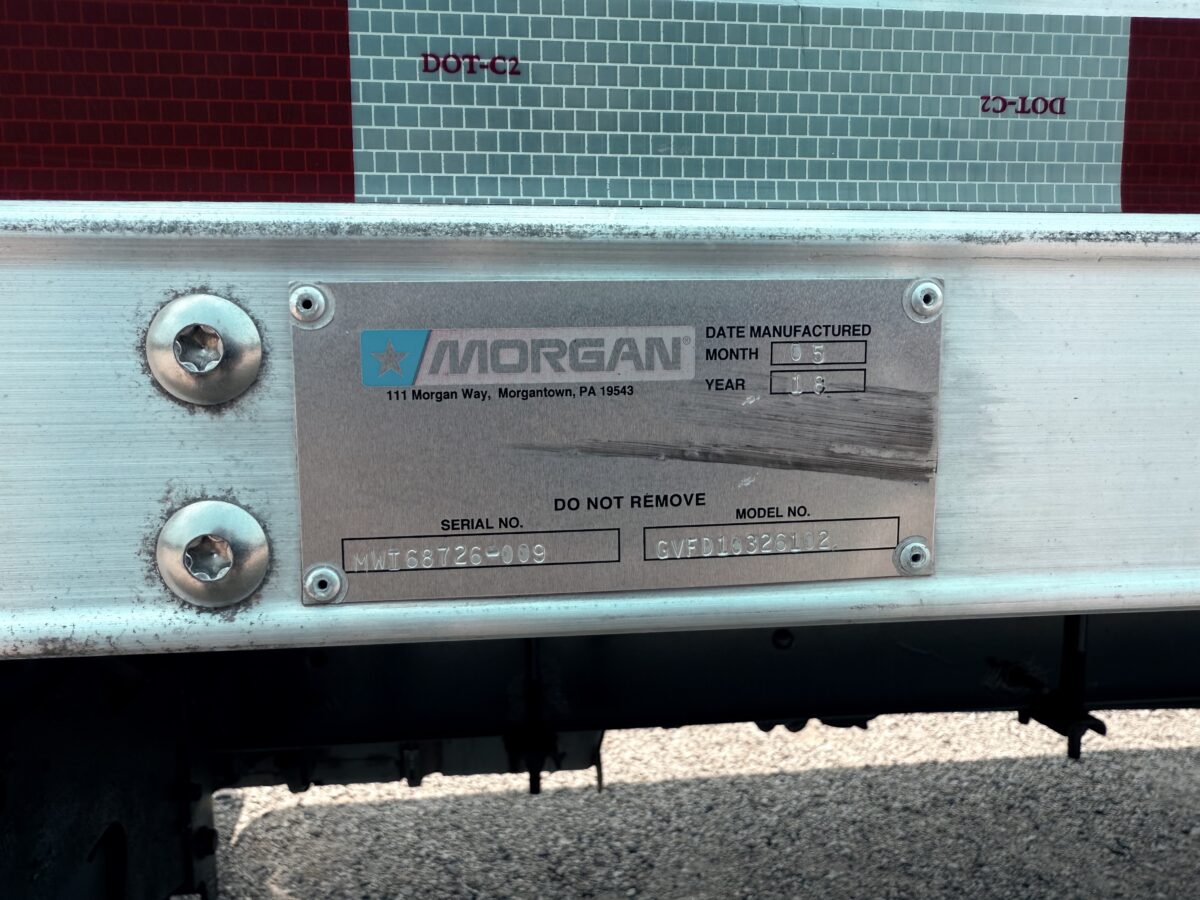 DOT-C2
DOT-C2
MORGAN®
111 Morgan Way, Morgantown, PA 19543
DATE MANUFACTURED
MONTH 05
YEAR 18
DO NOT REMOVE
SERIAL NO.
MWI68726-009
MODEL NO.
GVFD10326102